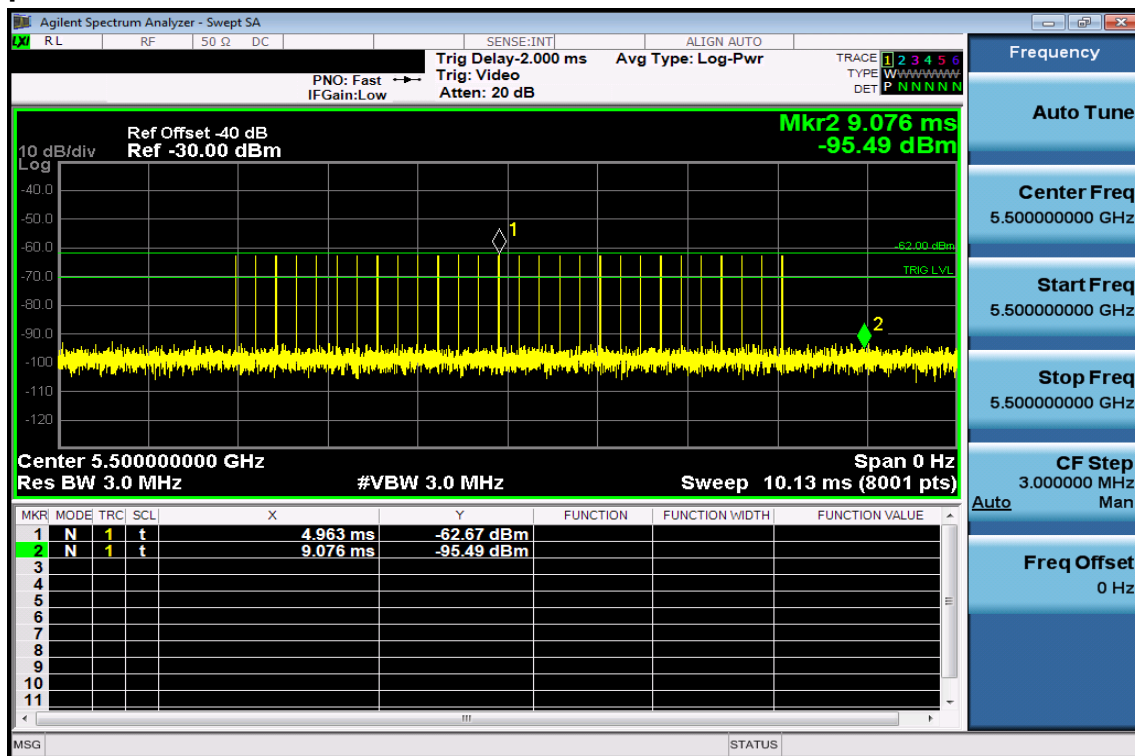 Agilent Spectrum Analyzer - Swept SA
LXI RL RF 50 Ω DC SENSE:INT ALIGN AUTO
Trig Delay-2.000 ms Avg Type: Log-Pwr TRACE 1 2 3 4 5 6
PNO: Fast Trig: Video TYPE WWWWWW
IFGain:Low Atten: 20 dB DET P N N N N N
Mkr2 9.076 ms
-95.49 dBm
Ref Offset -40 dB
10 dB/div Ref -30.00 dBm
Log
-40.0
-50.0
1
-60.0
-62.00 dBm
-70.0
TRIG LVL
-80.0
-90.0
2
-100
-110
-120
Center 5.500000000 GHz Span 0 Hz
Res BW 3.0 MHz #VBW 3.0 MHz Sweep 10.13 ms (8001 pts)
MKR MODE TRC SCL X Y FUNCTION FUNCTION WIDTH FUNCTION VALUE
1 N 1 t 4.963 ms -62.67 dBm
2 N 1 t 9.076 ms -95.49 dBm
3
4
5
6
7
8
9
10
11
MSG STATUS
Frequency
Auto Tune
Center Freq
5.500000000 GHz
Start Freq
5.500000000 GHz
Stop Freq
5.500000000 GHz
CF Step
3.000000 MHz
Auto Man
Freq Offset
0 Hz